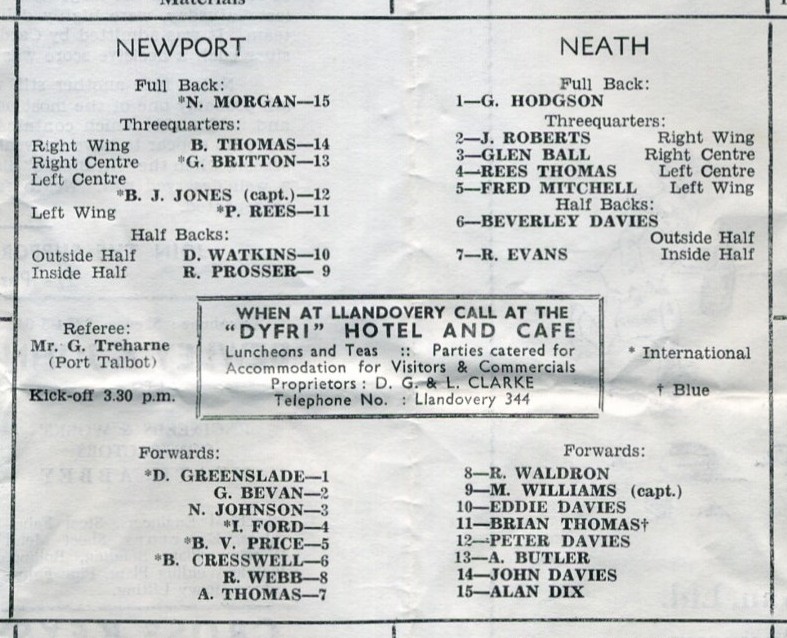 Materials
NEWPORT
Full Back:
*N. MORGAN—15
Threequarters:
Right Wing B. THOMAS—14
Right Centre *G. BRITTON—13
Left Centre
*B. J. JONES (capt.)—12
Left Wing *P. REES—11
Half Backs:
Outside Half D. WATKINS—10
Inside Half R. PROSSER— 9
NEATH
Full Back:
1—G. HODGSON
Threequarters:
2—J. ROBERTS Right Wing
3—GLEN BALL Right Centre
4—REES THOMAS Left Centre
5—FRED MITCHELL Left Wing
Half Backs:
6—BEVERLEY DAVIES
Outside Half
7—R. EVANS Inside Half
Referee:
Mr. G. Treharne
(Port Talbot)
Kick-off 3.30 p.m.
WHEN AT LLANDOVERY CALL AT THE
"DYFRI" HOTEL AND CAFE
Luncheons and Teas :: Parties catered for
Accommodation for Visitors & Commercials
Proprietors : D. G. & L. CLARKE
Telephone No. : Llandovery 344
* International
† Blue
Forwards:
*D. GREENSLADE—1
G. BEVAN—2
N. JOHNSON—3
*I. FORD—4
*B. V. PRICE—5
*B. CRESSWELL—6
R. WEBB—8
A. THOMAS—7
Forwards:
8—R. WALDRON
9—M. WILLIAMS (capt.)
10—EDDIE DAVIES
11—BRIAN THOMAS†
12—PETER DAVIES
13—A. BUTLER
14—JOHN DAVIES
15—ALAN DIX